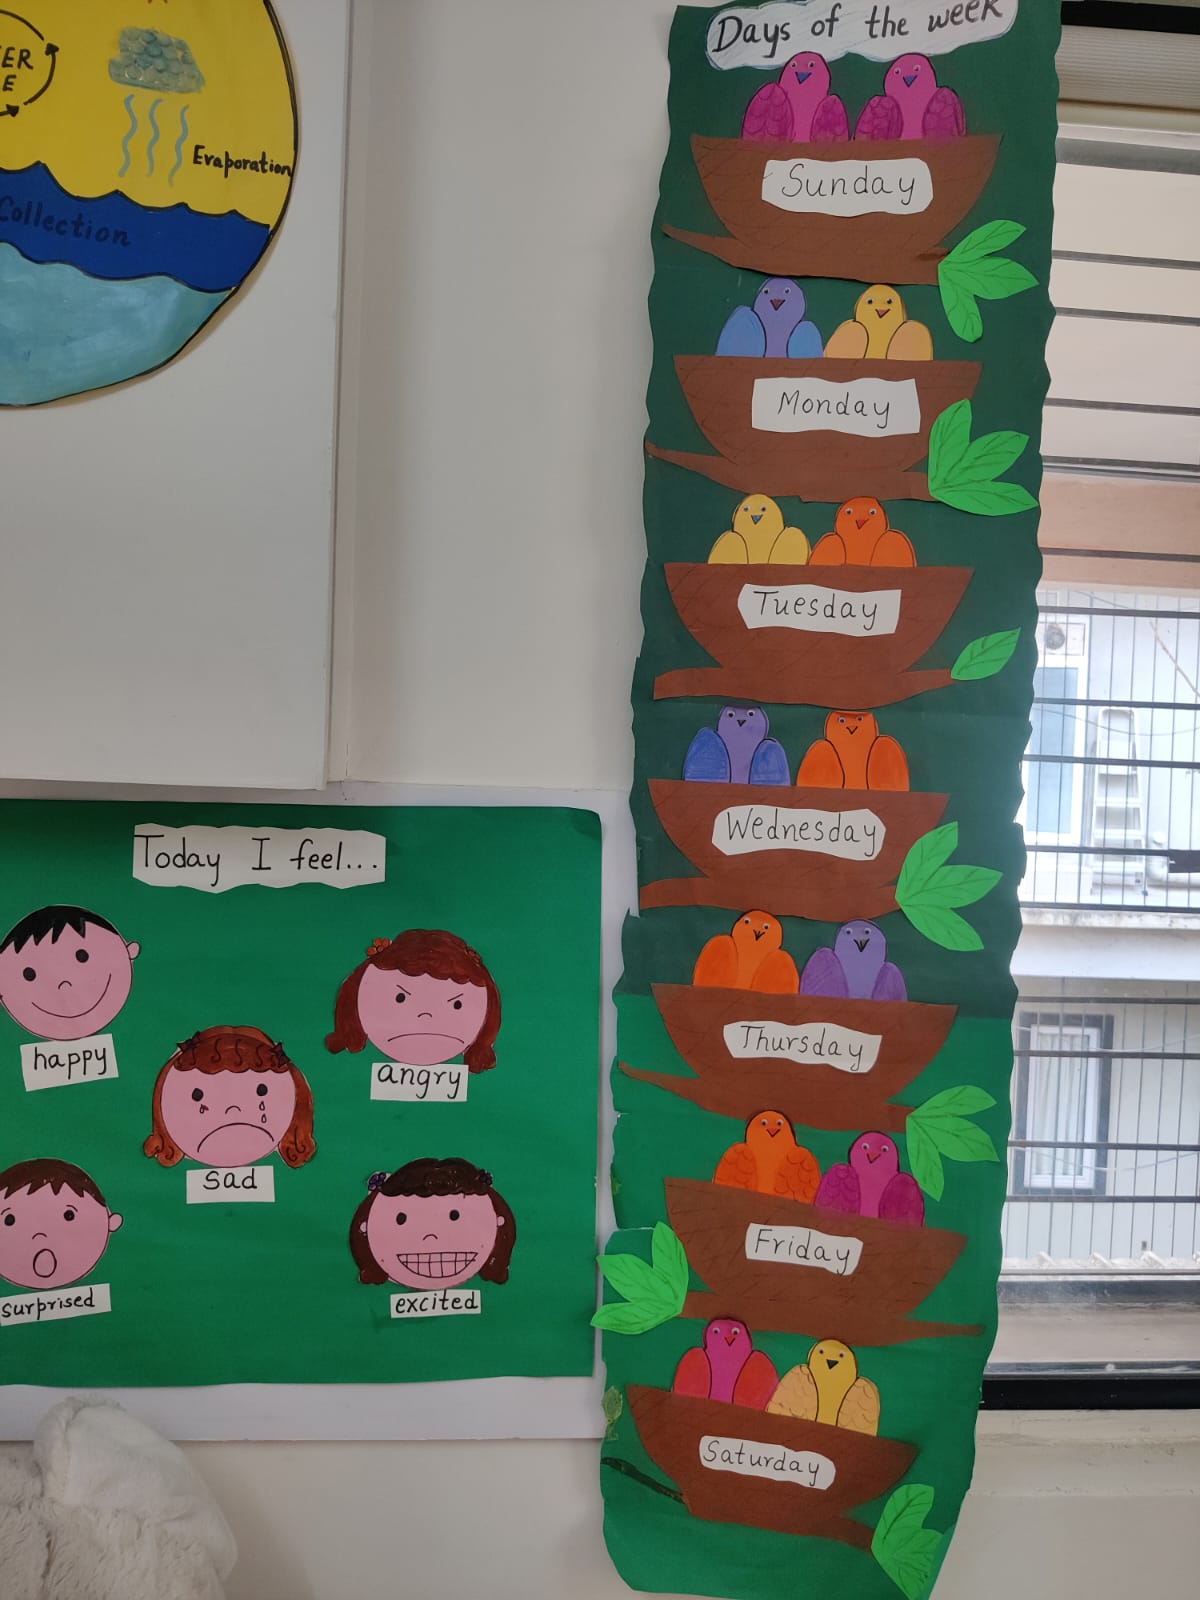 Evaporation
Collection
Days of the week
Sunday
Monday
Tuesday
Wednesday
Thursday
Friday
Saturday
Today I feel...
happy
angry
sad
surprised
excited